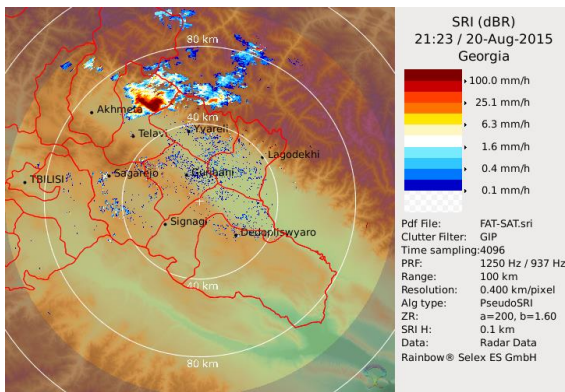 SRI (dBR)
21:23 / 20-Aug-2015
Georgia
100.0 mm/h
25.1 mm/h
6.3 mm/h
1.6 mm/h
0.4 mm/h
0.1 mm/h
Pdf File: FAT-SAT.sri
Clutter Filter: GIP
Time sampling:4096
PRF: 1250 Hz / 937 Hz
Range: 100 km
Resolution: 0.400 km/pixel
Alg type: PseudoSRI
ZR: a=200, b=1.60
SRI H: 0.1 km
Data: Radar Data
Rainbow® Selex ES GmbH
80 km
Akhmeta
40 km
Telavi
Lagodekhi
TBILISI
Sagarejo
Gurjaani
Signagi
Dedopliswyaro
40 km
80 km